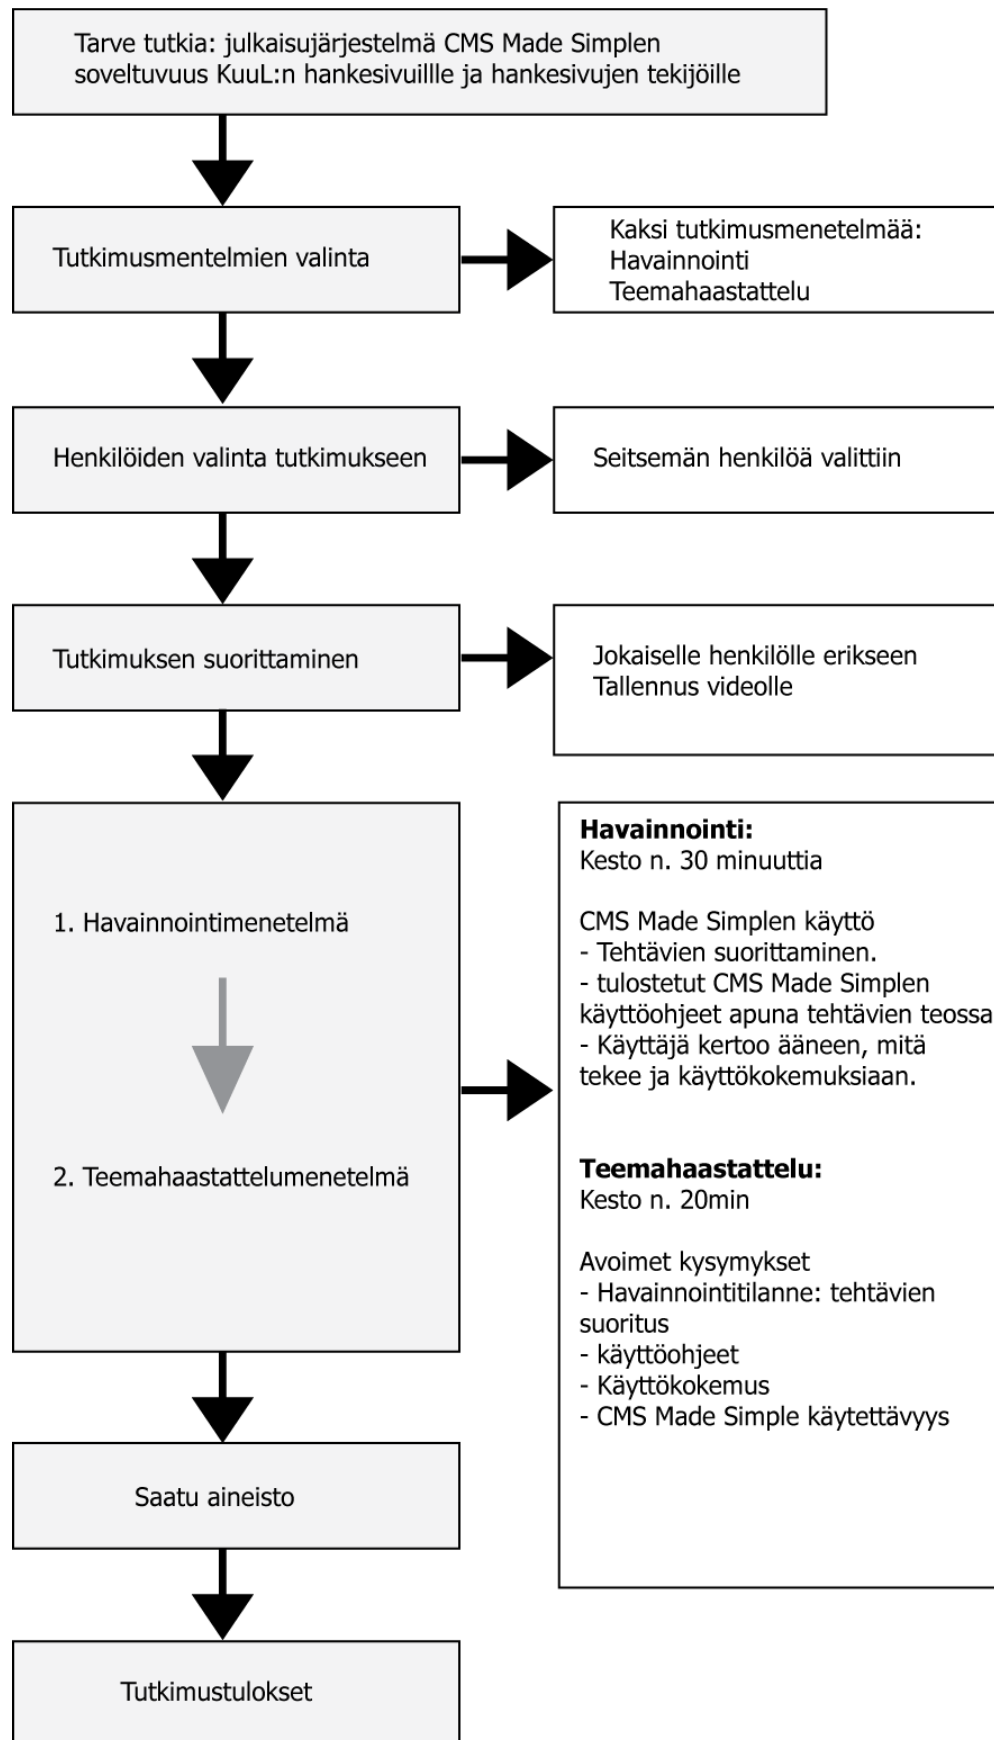 Tarve tutkia: julkaisujärjestelmä CMS Made Simplen
soveltuvuus KuuL:n hankesivuillle ja hankesivujen tekijöille
Tutkimusmentelmien valinta
Kaksi tutkimusmenetelmää:
Havainnointi
Teemahaastattelu
Henkilöiden valinta tutkimukseen
Seitsemän henkilöä valittiin
Tutkimuksen suorittaminen
Jokaiselle henkilölle erikseen
Tallennus videolle
1. Havainnointimenetelmä
2. Teemahaastattelumenetelmä
Havainnointi:
Kesto n. 30 minuuttia
CMS Made Simplen käyttö
- Tehtävien suorittaminen.
- tulostetut CMS Made Simplen
käyttöohjeet apuna tehtävien teossa
- Käyttäjä kertoo ääneen, mitä
tekee ja käyttökokemuksiaan.
Teemahaastattelu:
Kesto n. 20min
Avoimet kysymykset
- Havainnointitilanne: tehtävien
suoritus
- käyttöohjeet
- Käyttökokemus
- CMS Made Simple käytettävyys
Saatu aineisto
Tutkimustulokset